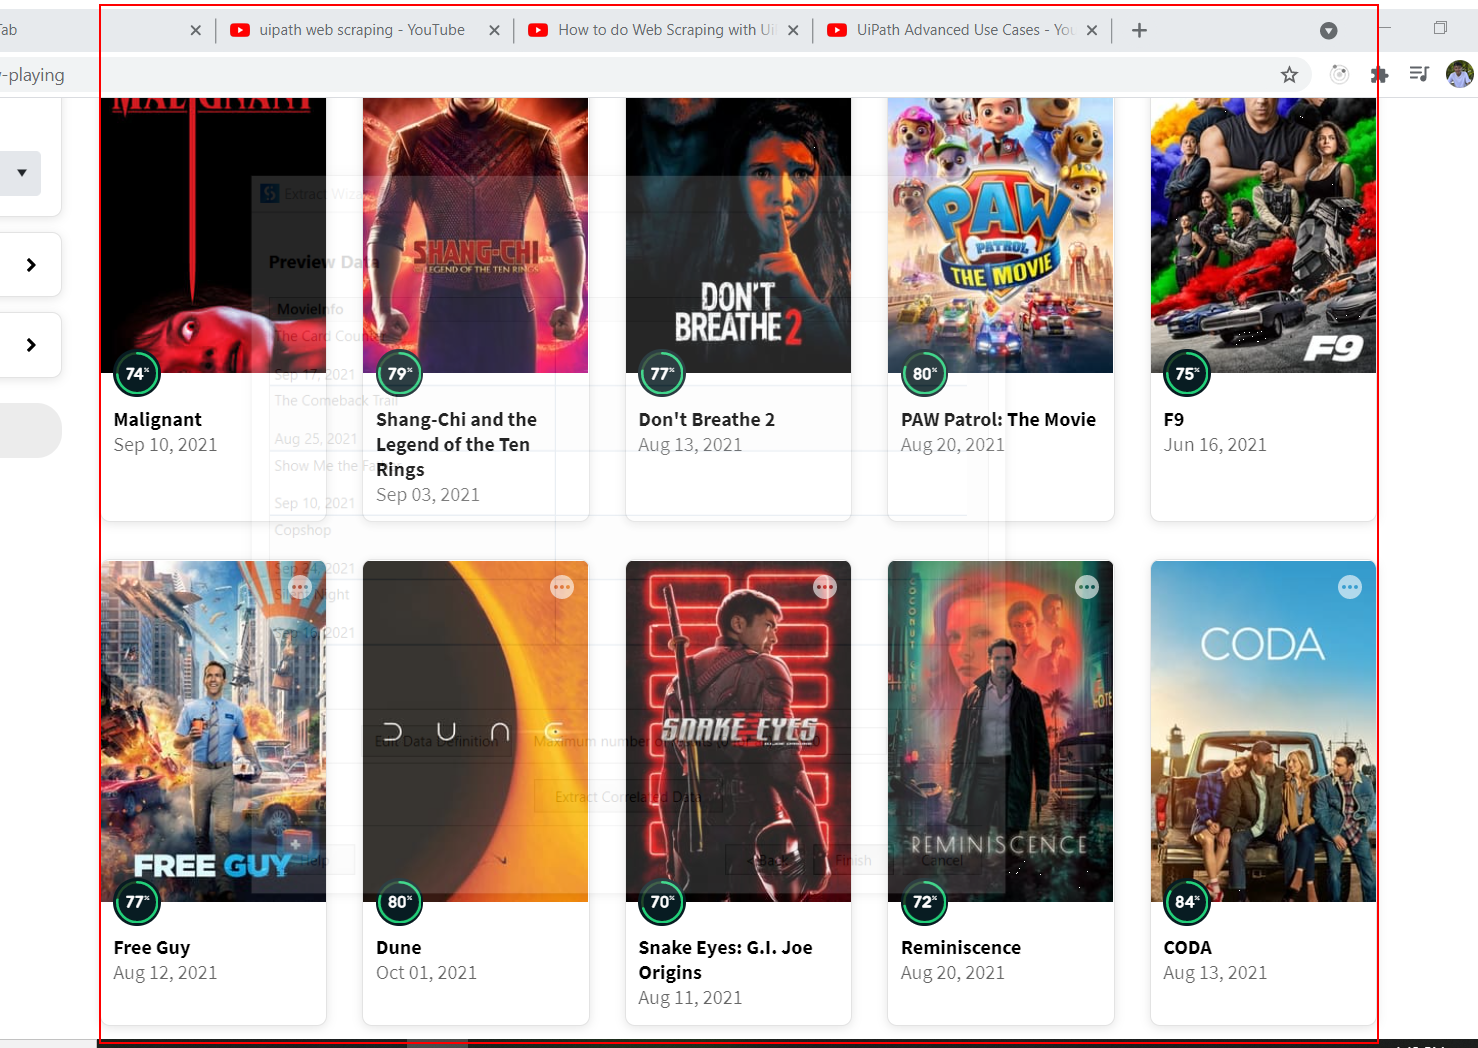 Tab
uipath web scraping - YouTube
How to do Web Scraping with Ui
UiPath Advanced Use Cases - You
-playing
MALIGNANT
SHANG-CHI
AND THE LEGEND OF THE TEN RINGS
DON'T
BREATHE 2
PAW
PATROL
THE MOVIE
F9
Extract Wizard
Preview Data
MovieInfo
The Card Counter
Sep 17, 2021
The Comeback Trail
Aug 25, 2021
Show Me the Fa
Sep 10, 2021
Copshop
Sep 24, 2021
Silent Night
Sep 16, 2021
74%
79%
77%
80%
75%
Malignant
Sep 10, 2021
Shang-Chi and the
Legend of the Ten
Rings
Sep 03, 2021
Don't Breathe 2
Aug 13, 2021
PAW Patrol: The Movie
Aug 20, 2021
F9
Jun 16, 2021
FREE GUY
DUNE
SNAKE EYES
COCONUT CLUB
HOTE
REMINISCENCE
CODA
Edit Data Definition
Maximum number of results (0 for all)
Extract Correlated Data
Help
< Back
Finish
Cancel
77%
80%
70%
72%
84%
Free Guy
Aug 12, 2021
Dune
Oct 01, 2021
Snake Eyes: G.I. Joe
Origins
Aug 11, 2021
Reminiscence
Aug 20, 2021
CODA
Aug 13, 2021